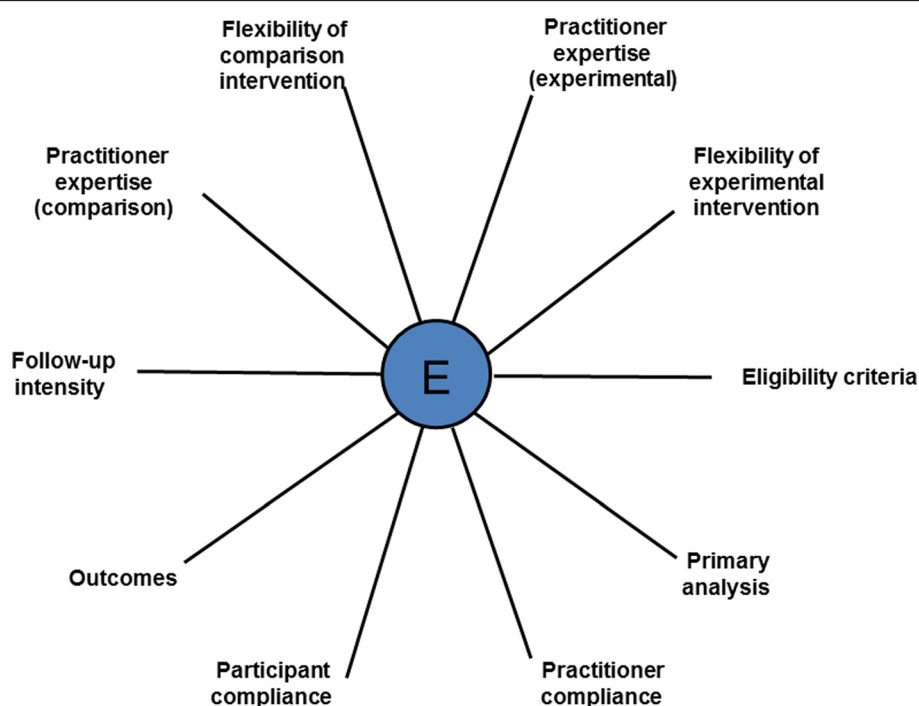 Flexibility of
comparison
intervention
Practitioner
expertise
(experimental)
Practitioner
expertise
(comparison)
Flexibility of
experimental
intervention
Follow-up
intensity
E
Eligibility criteria
Outcomes
Primary
analysis
Participant
compliance
Practitioner
compliance